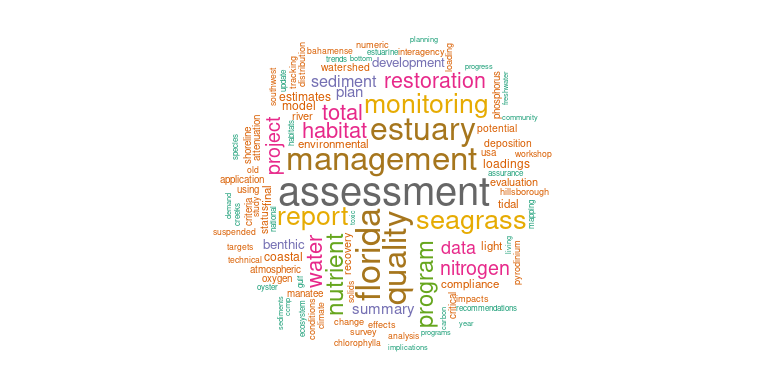 planning
numeric
bahamense
estuarine
interagency
trends
bottom
development
loading
distribution
tracking
update
southwest
watershed
progress
sediment
restoration
phosphorus
freshwater
plan
estimates
monitoring
model
total
river
community
habitat
estuary
potential
habitats
attenuation
shoreline
species
project
environmental
deposition
usa
workshop
management
loadings
old
assurance
application
assessment
evaluation
hillsborough
using
final
tidal
demand
creeks
criteria
study
status
national
report
florida
quality
seagrass
mapping
tbec
suspended
targets
benthic
water
nutrient
recovery
program
data
light
living
pyrodinium
technical
coastal
atmospheric
nitrogen
oxygen
gulf
solids
compliance
oyster
manatee
impacts
critical
sediments
ccmp
ecosystem
conditions
climate
summary
carbon
recommendations
change
effects
year
survey
analysis
programs
chlorophylla
implications